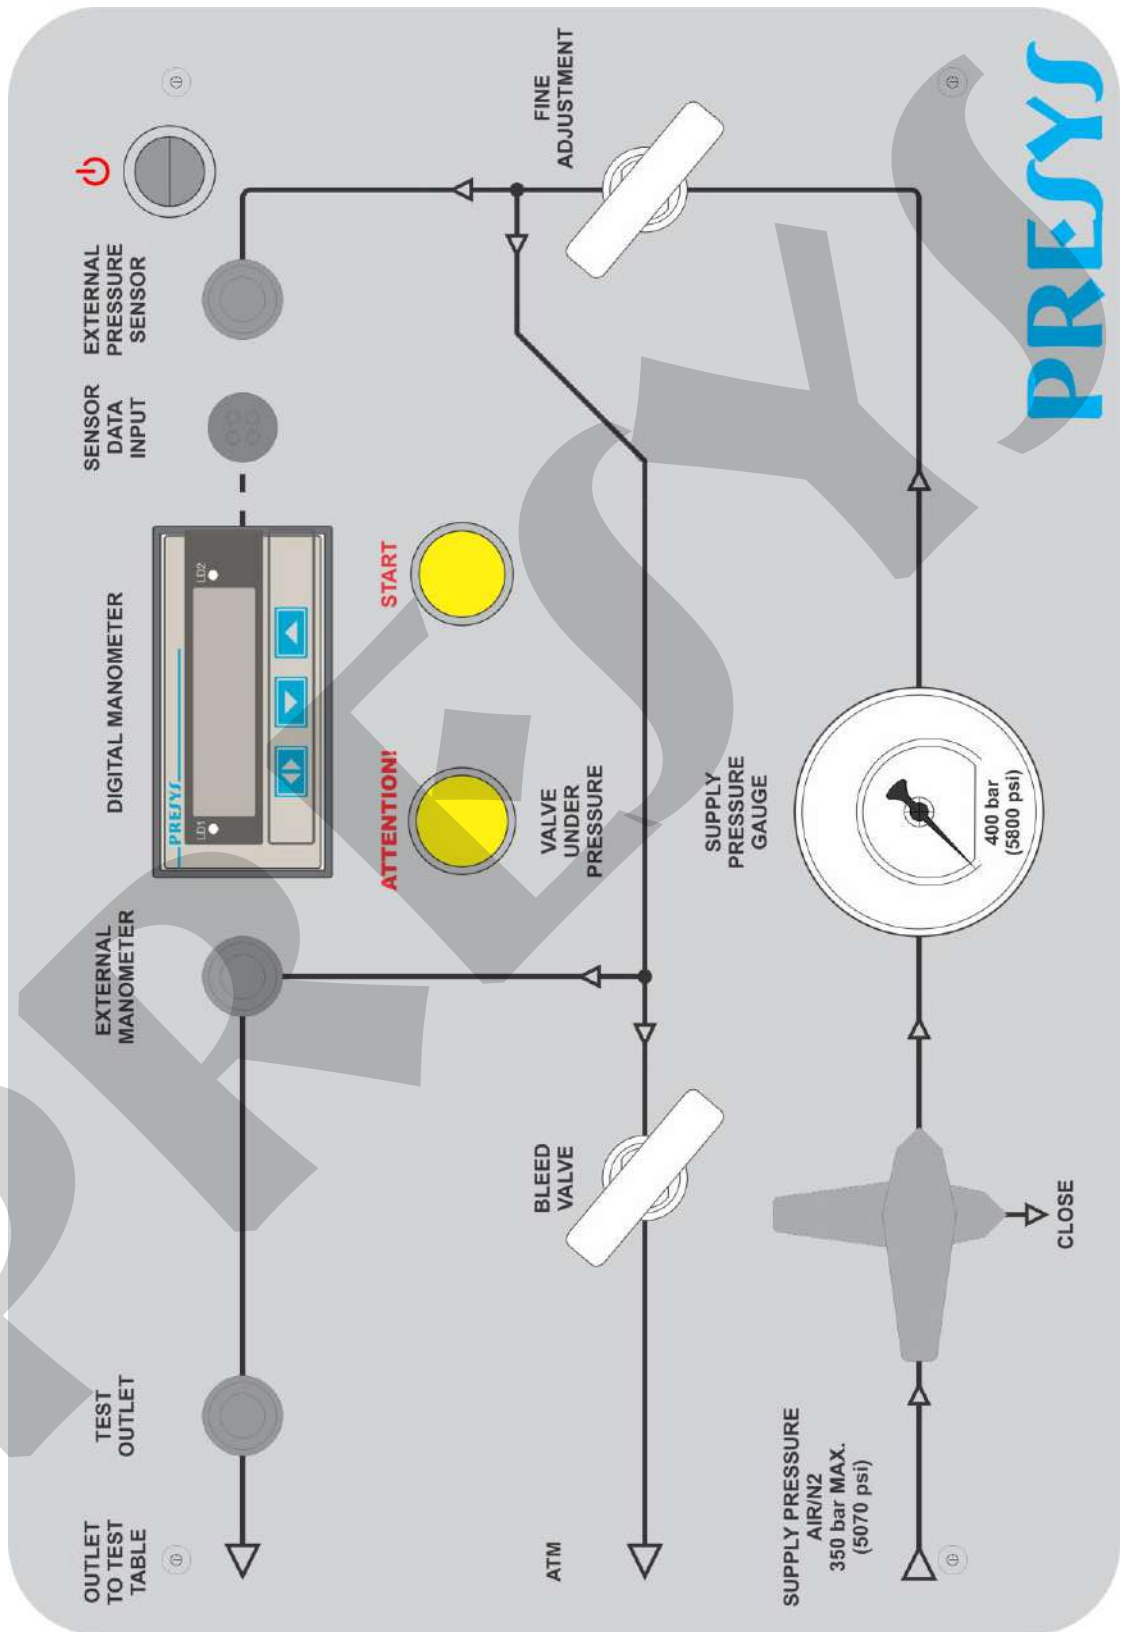 OUTLET
TO TEST
TABLE
TEST
OUTLET
EXTERNAL
MANOMETER
DIGITAL MANOMETER
PRESYS
LD1
LD2
SENSOR
DATA
INPUT
EXTERNAL
PRESSURE
SENSOR
ATTENTION!
START
VALVE
UNDER
PRESSURE
ATM
BLEED
VALVE
FINE
ADJUSTMENT
SUPPLY
PRESSURE
GAUGE
400 bar
(5800 psi)
SUPPLY PRESSURE
AIR/N2
350 bar MAX.
(5070 psi)
CLOSE
PRESYS
PRESYS